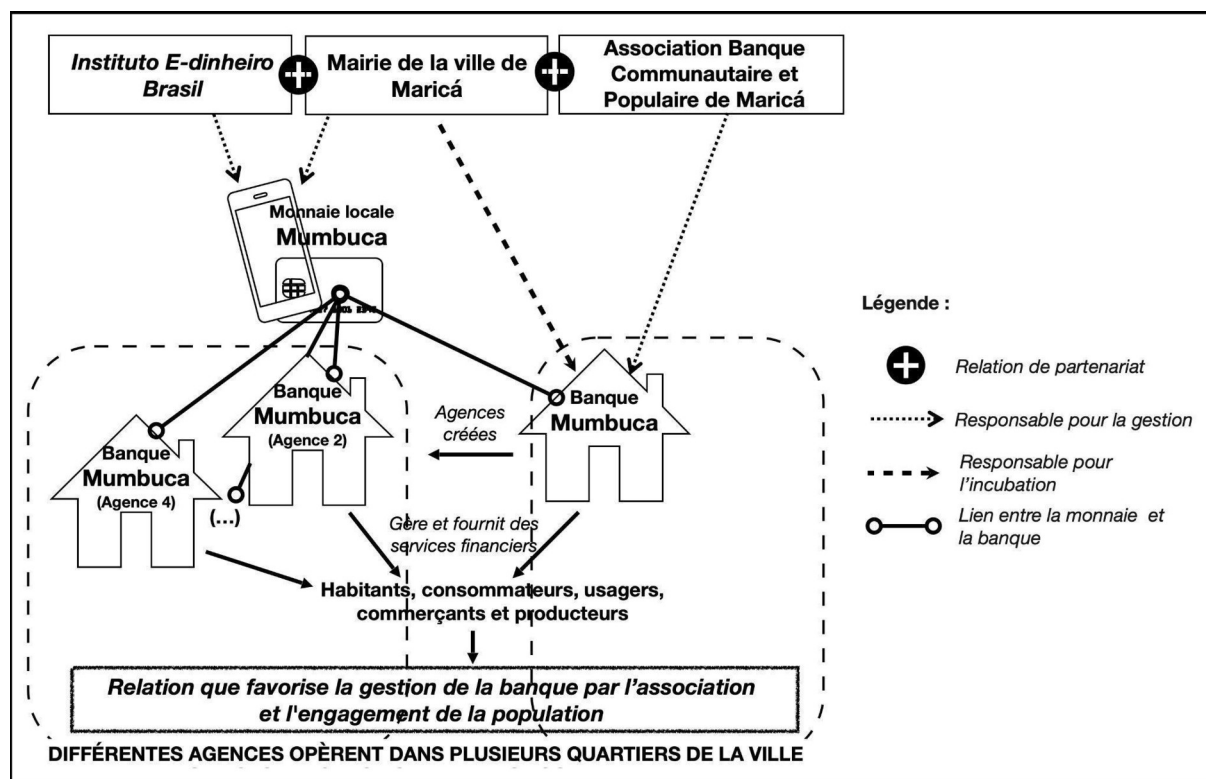 Instituto E-dinheiro
Brasil
Mairie de la ville de
Maricá
Association Banque
Communautaire et
Populaire de Maricá
Monnaie locale
Mumbuca
Banque
Mumbuca
(Agence 2)
Banque
Mumbuca
(Agence 4)
(...)
Agences
créées
Banque
Mumbuca
Gère et fournit des
services financiers
Habitants, consommateurs, usagers,
commerçants et producteurs
Relation que favorise la gestion de la banque par l'association
et l'engagement de la population
DIFFÉRENTES AGENCES OPÈRENT DANS PLUSIEURS QUARTIERS DE LA VILLE
Légende :
Relation de partenariat
Responsable pour la gestion
Responsable pour
l'incubation
Lien entre la monnaie et
la banque